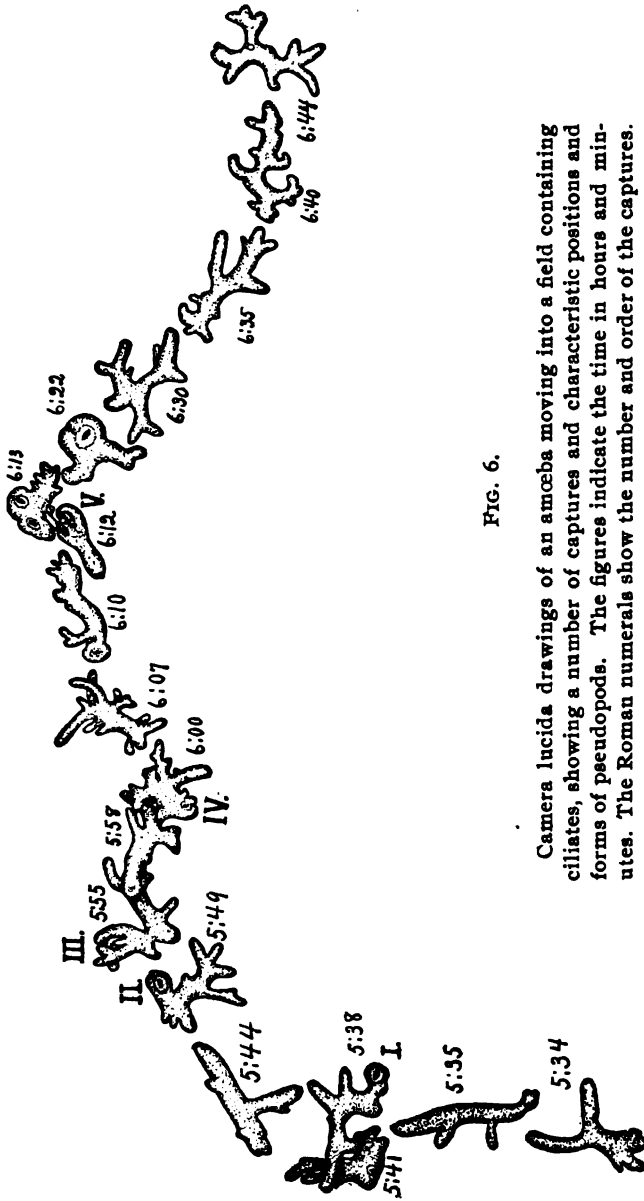 6:44
6:40
6:35
6:30
6:22
6:13
V.
6:12
6:10
6:07
6:00
IV.
5:58
5:55
III.
5:49
II.
5:44
5:38
I.
5:41
5:35
5:34
FIG. 6.
Camera lucida drawings of an amœba moving into a field containing
ciliates, showing a number of captures and characteristic positions and
forms of pseudopods. The figures indicate the time in hours and min-
utes. The Roman numerals show the number and order of the captures.